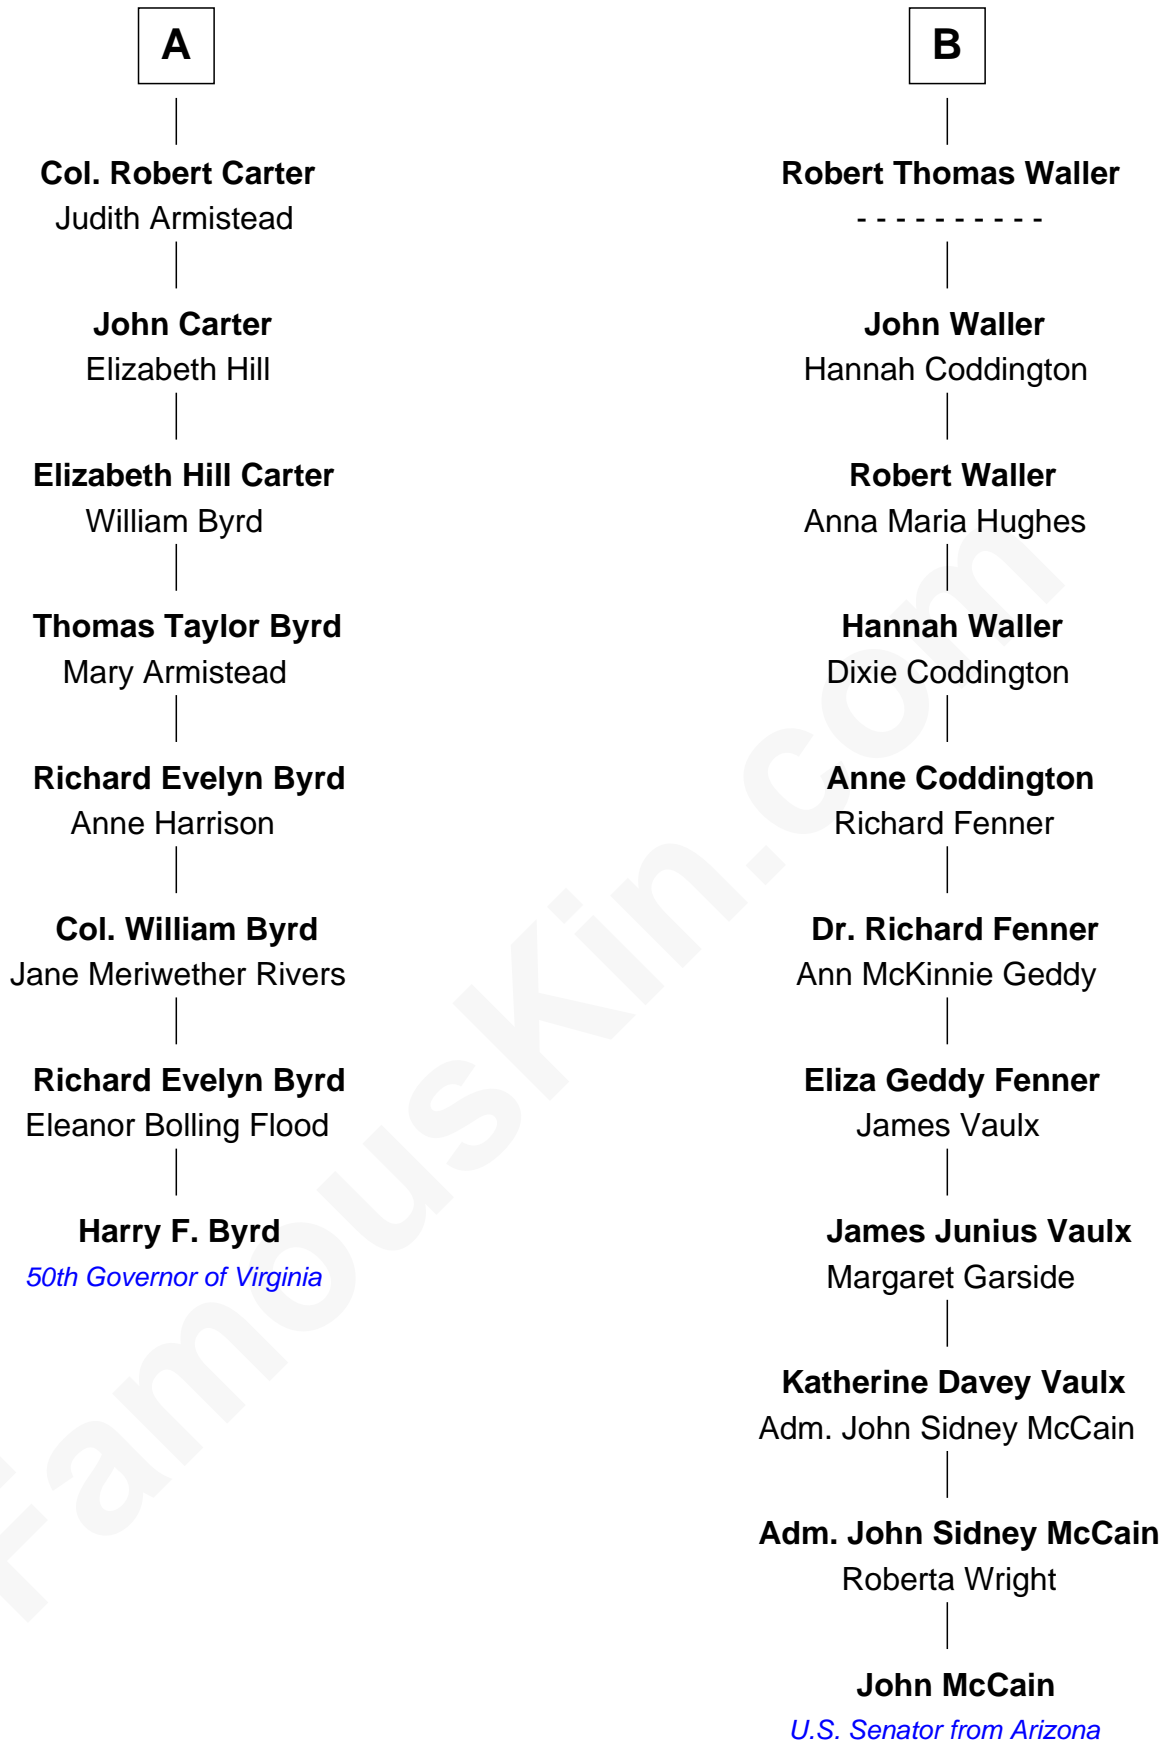 A
Col. Robert Carter
Judith Armistead
John Carter
Elizabeth Hill
Elizabeth Hill Carter
William Byrd
Thomas Taylor Byrd
Mary Armistead
Richard Evelyn Byrd
Anne Harrison
Col. William Byrd
Jane Meriwether Rivers
Richard Evelyn Byrd
Eleanor Bolling Flood
Harry F. Byrd
50th Governor of Virginia
B
Robert Thomas Waller
- - - - - - - - - -
John Waller
Hannah Coddington
Robert Waller
Anna Maria Hughes
Hannah Waller
Dixie Coddington
Anne Coddington
Richard Fenner
Dr. Richard Fenner
Ann McKinnie Geddy
Eliza Geddy Fenner
James Vaulx
James Junius Vaulx
Margaret Garside
Katherine Davey Vaulx
Adm. John Sidney McCain
Adm. John Sidney McCain
Roberta Wright
John McCain
U.S. Senator from Arizona
FamousKin.com